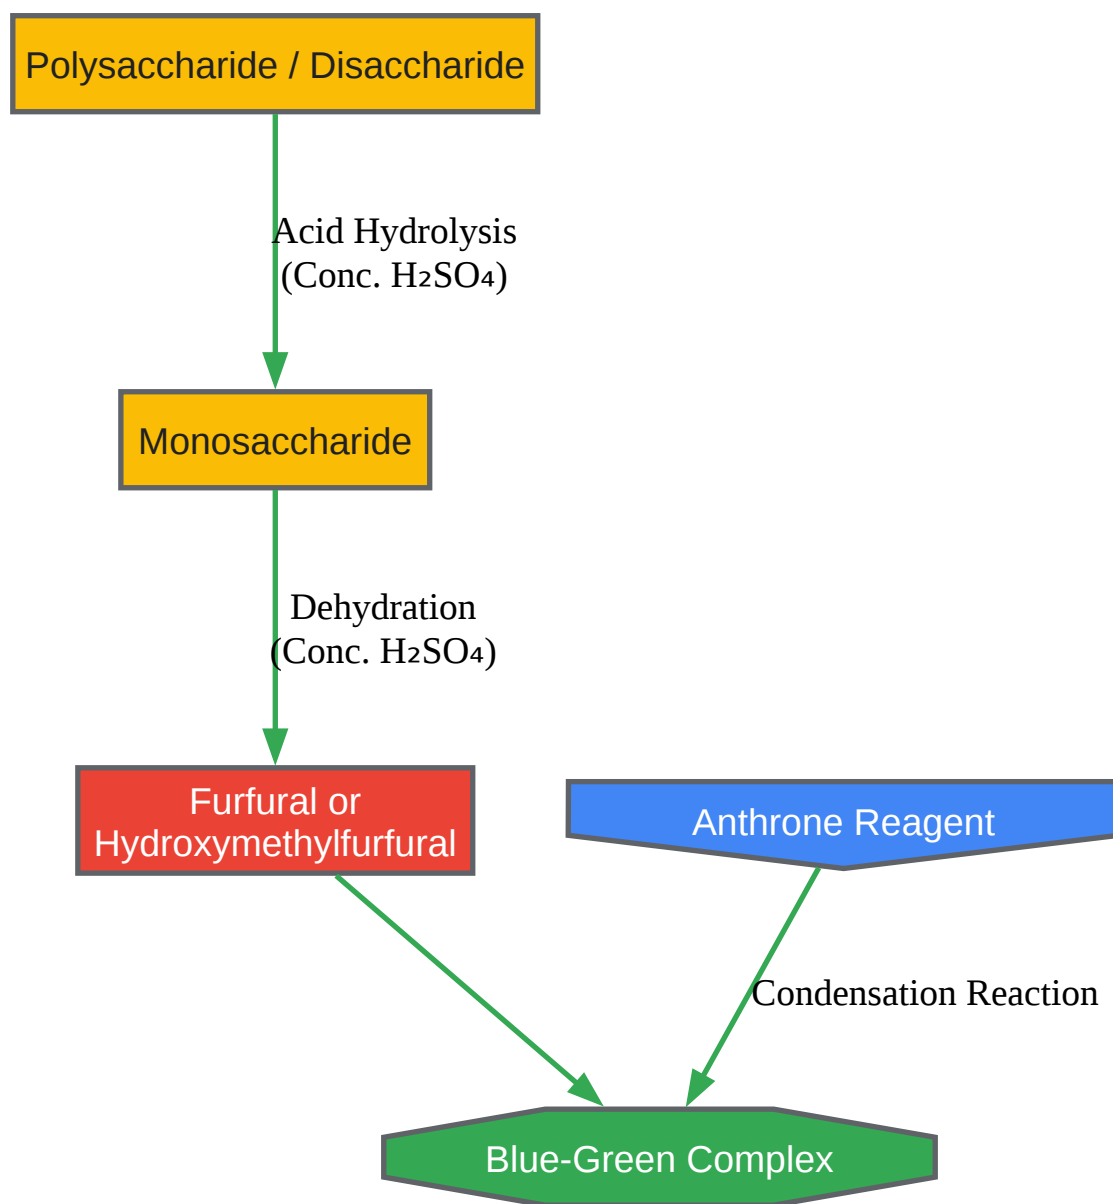 Polysaccharide / Disaccharide
Acid Hydrolysis
(Conc. H₂SO₄)
Monosaccharide
Dehydration
(Conc. H₂SO₄)
Furfural or
Hydroxymethylfurfural
Anthrone Reagent
Condensation Reaction
Blue-Green Complex